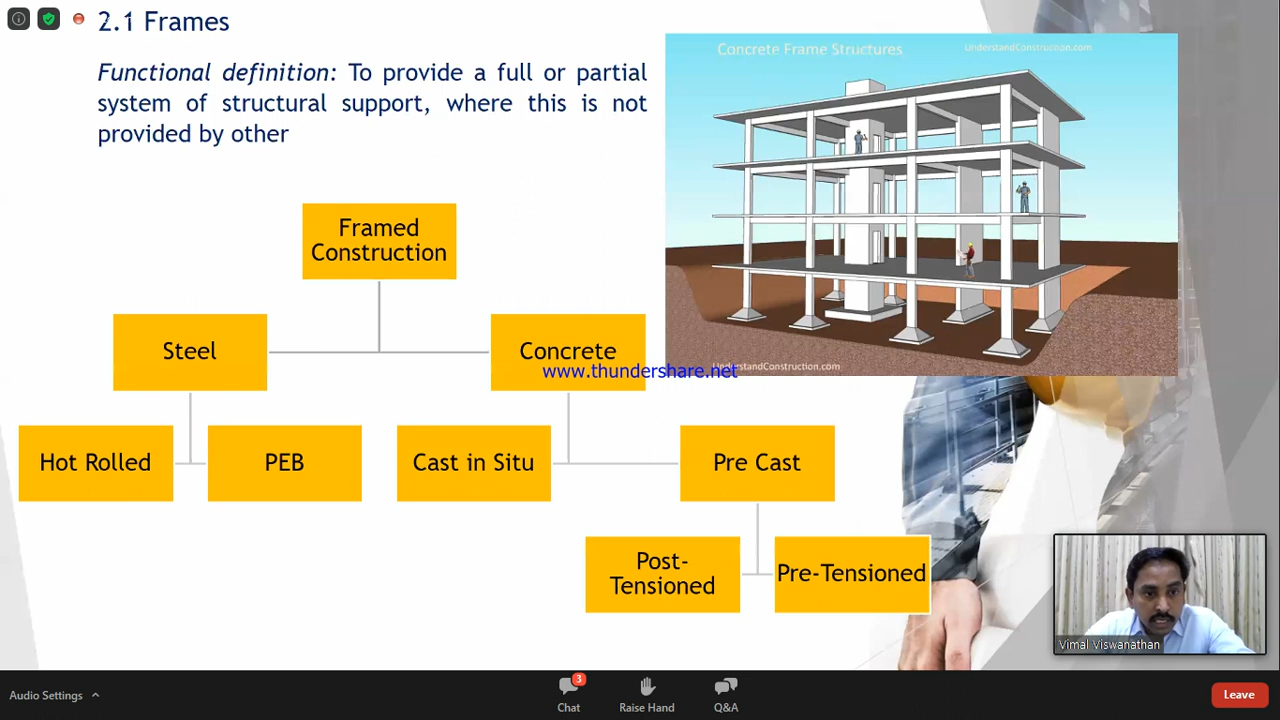 2.1 Frames
Functional definition: To provide a full or partial
system of structural support, where this is not
provided by other
Concrete Frame Structures
UnderstandConstruction.com
Framed
Construction
Steel
Concrete
www.thundershare.net
UnderstandConstruction.com
Hot Rolled
PEB
Cast in Situ
Pre Cast
Post-
Tensioned
Pre-Tensioned
Vimal Viswanathan
Audio Settings
3
Chat
Raise Hand
Q&A
Leave